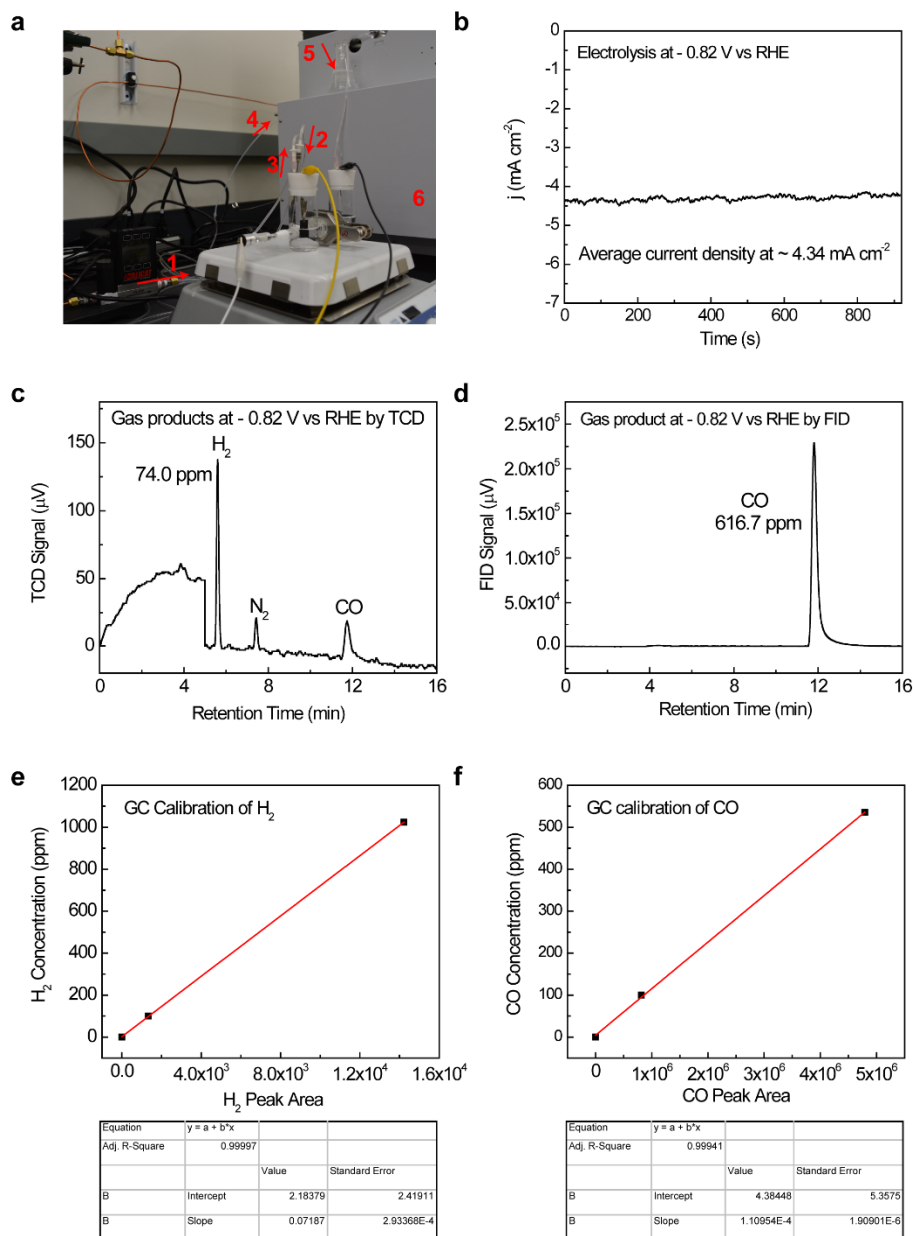 a
5
4
2
3
6
1
b
Electrolysis at - 0.82 V vs RHE
Average current density at ~ 4.34 mA cm⁻²
j (mA cm⁻²)
0
-1
-2
-3
-4
-5
-6
-7
0 200 400 600 800
Time (s)
c
Gas products at - 0.82 V vs RHE by TCD
H₂
74.0 ppm
N₂
CO
TCD Signal (μV)
150
100
50
0
0 4 8 12 16
Retention Time (min)
d
Gas product at - 0.82 V vs RHE by FID
CO
616.7 ppm
FID Signal (μV)
2.5x10⁵
2.0x10⁵
1.5x10⁵
1.0x10⁵
5.0x10⁴
0.0
0 4 8 12 16
Retention Time (min)
e
GC Calibration of H₂
H₂ Concentration (ppm)
1200
1000
800
600
400
200
0
0.0 4.0x10³ 8.0x10³ 1.2x10⁴ 1.6x10⁴
H₂ Peak Area
Equation y = a + b*x
Adj. R-Square 0.99997
Value Standard Error
B Intercept 2.18379 2.41911
B Slope 0.07187 2.93368E-4
f
GC calibration of CO
CO Concentration (ppm)
600
500
400
300
200
100
0
0 1x10⁶ 2x10⁶ 3x10⁶ 4x10⁶ 5x10⁶
CO Peak Area
Equation y = a + b*x
Adj. R-Square 0.99941
Value Standard Error
B Intercept 4.38448 5.3575
B Slope 1.10954E-4 1.90901E-6